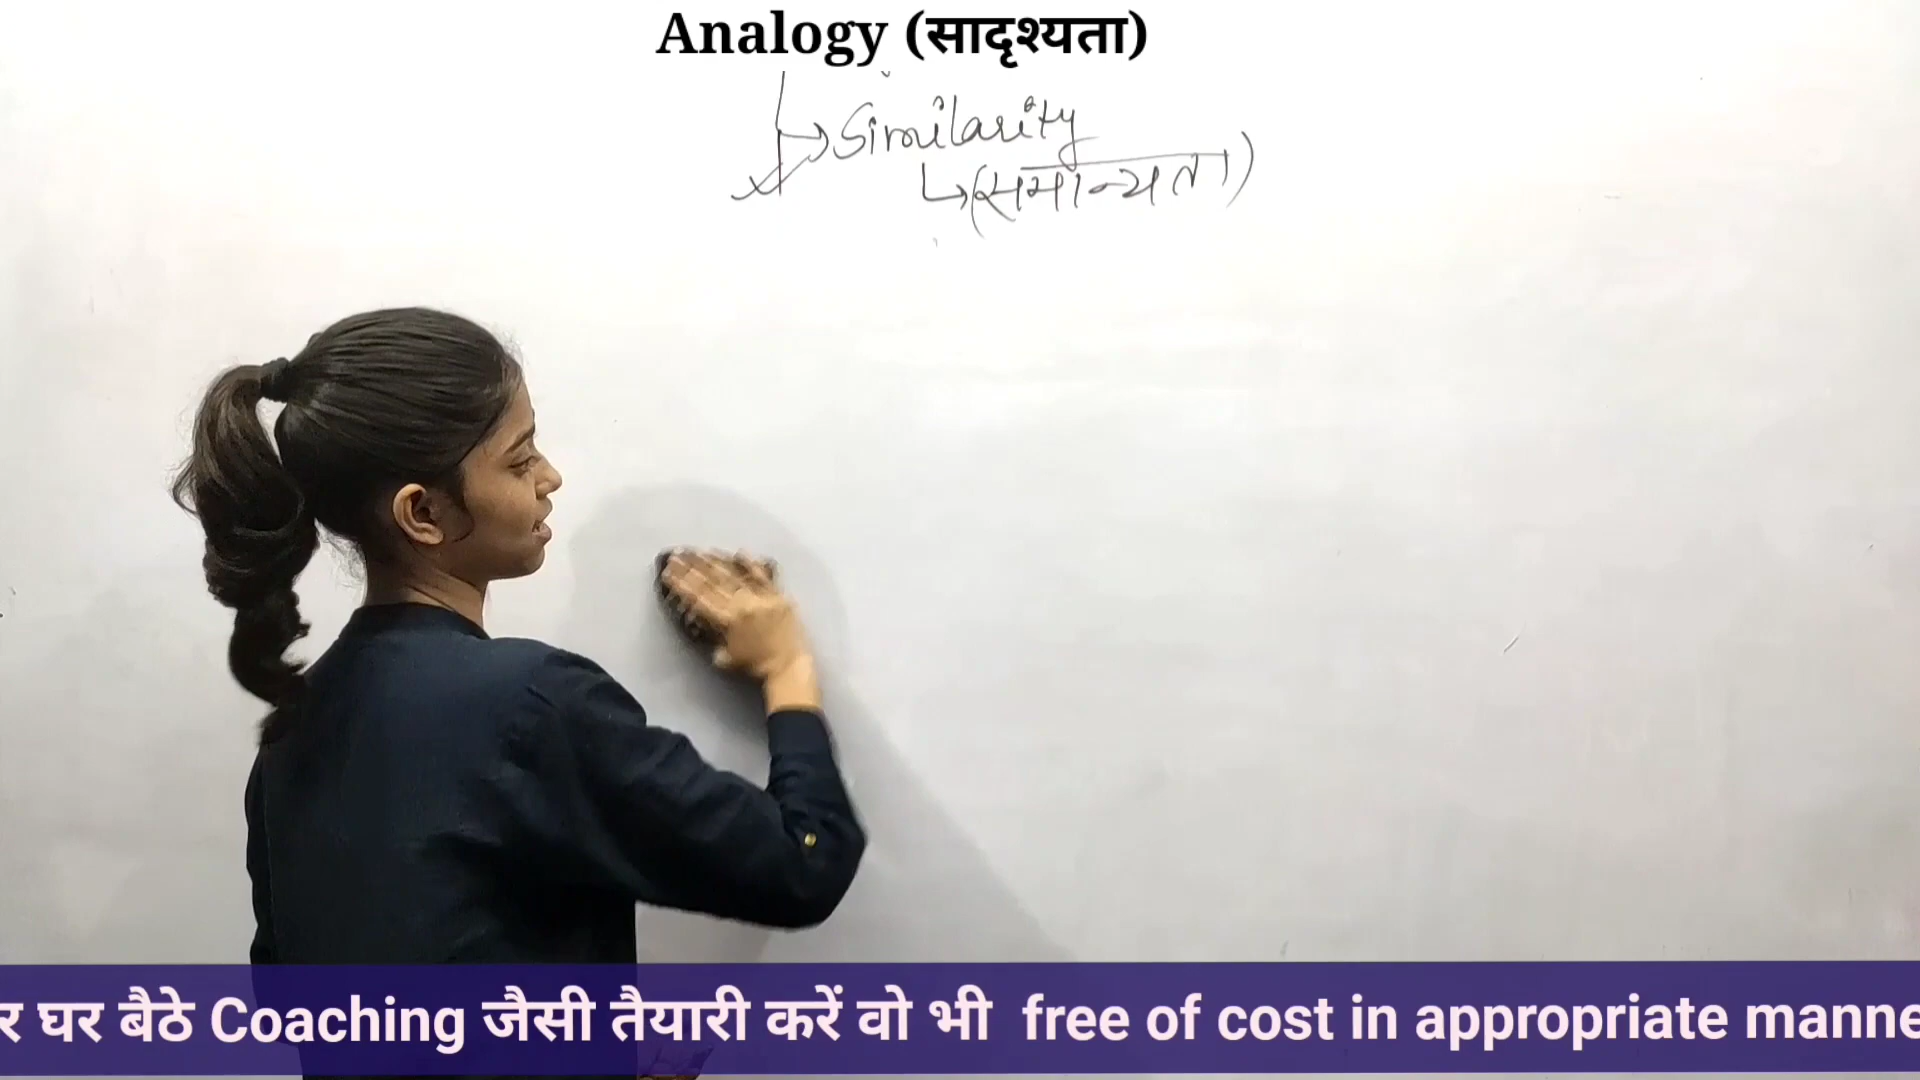 Analogy (सादृश्यता)
Similarity
(समान्यता)
र घर बैठे Coaching जैसी तैयारी करें वो भी free of cost in appropriate manne